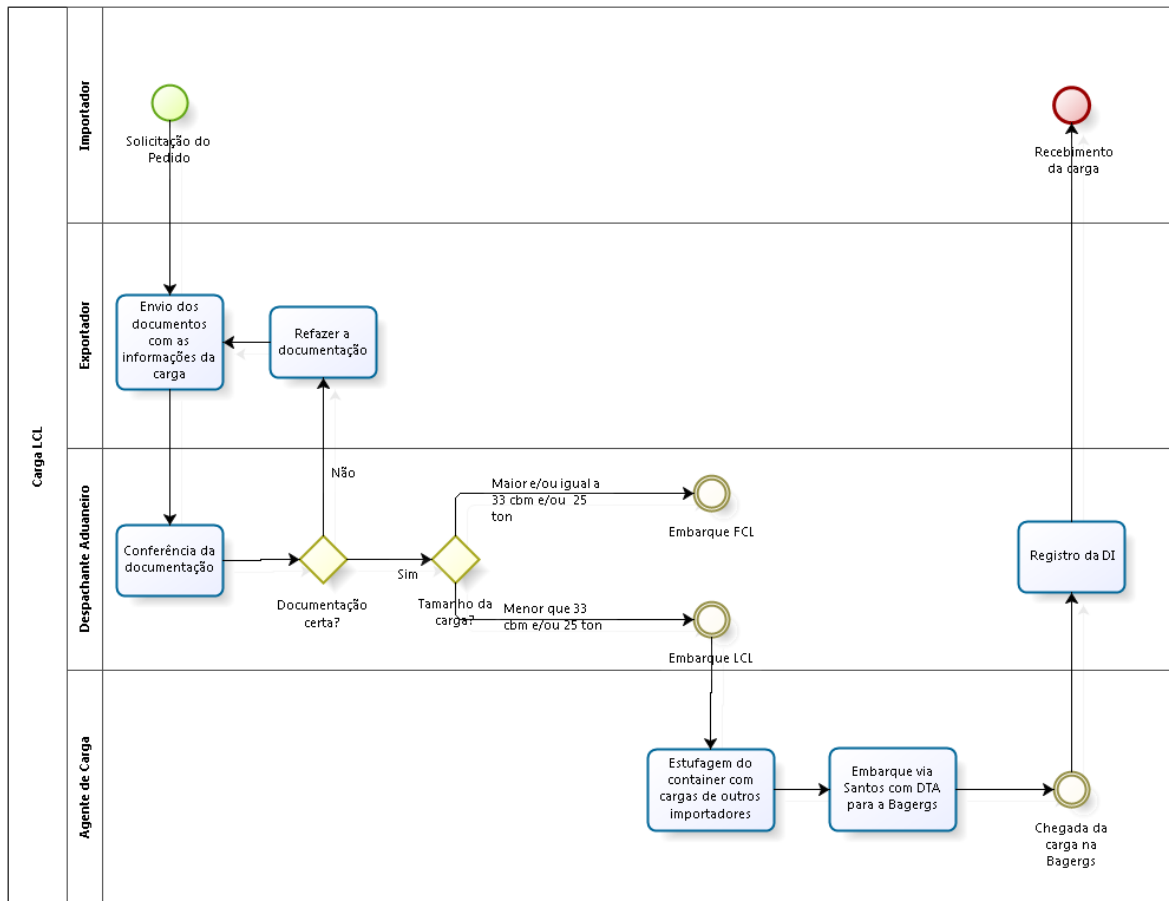 Carga LCL
Importador
Solicitação do
Pedido
Recebimento
da carga
Exportador
Envio dos
documentos
com as
informações da
carga
Refazer a
documentação
Despachante Aduaneiro
Conferência da
documentação
Documentação
certa?
Não
Sim
Tamanho da
carga?
Maior e/ou igual a
33 cbm e/ou 25
ton
Embarque FCL
Menor que 33
cbm e/ou 25 ton
Embarque LCL
Registro da DI
Agente de Carga
Estufagem do
container com
cargas de outros
importadores
Embarque via
Santos com DTA
para a Bagergs
Chegada da
carga na
Bagergs